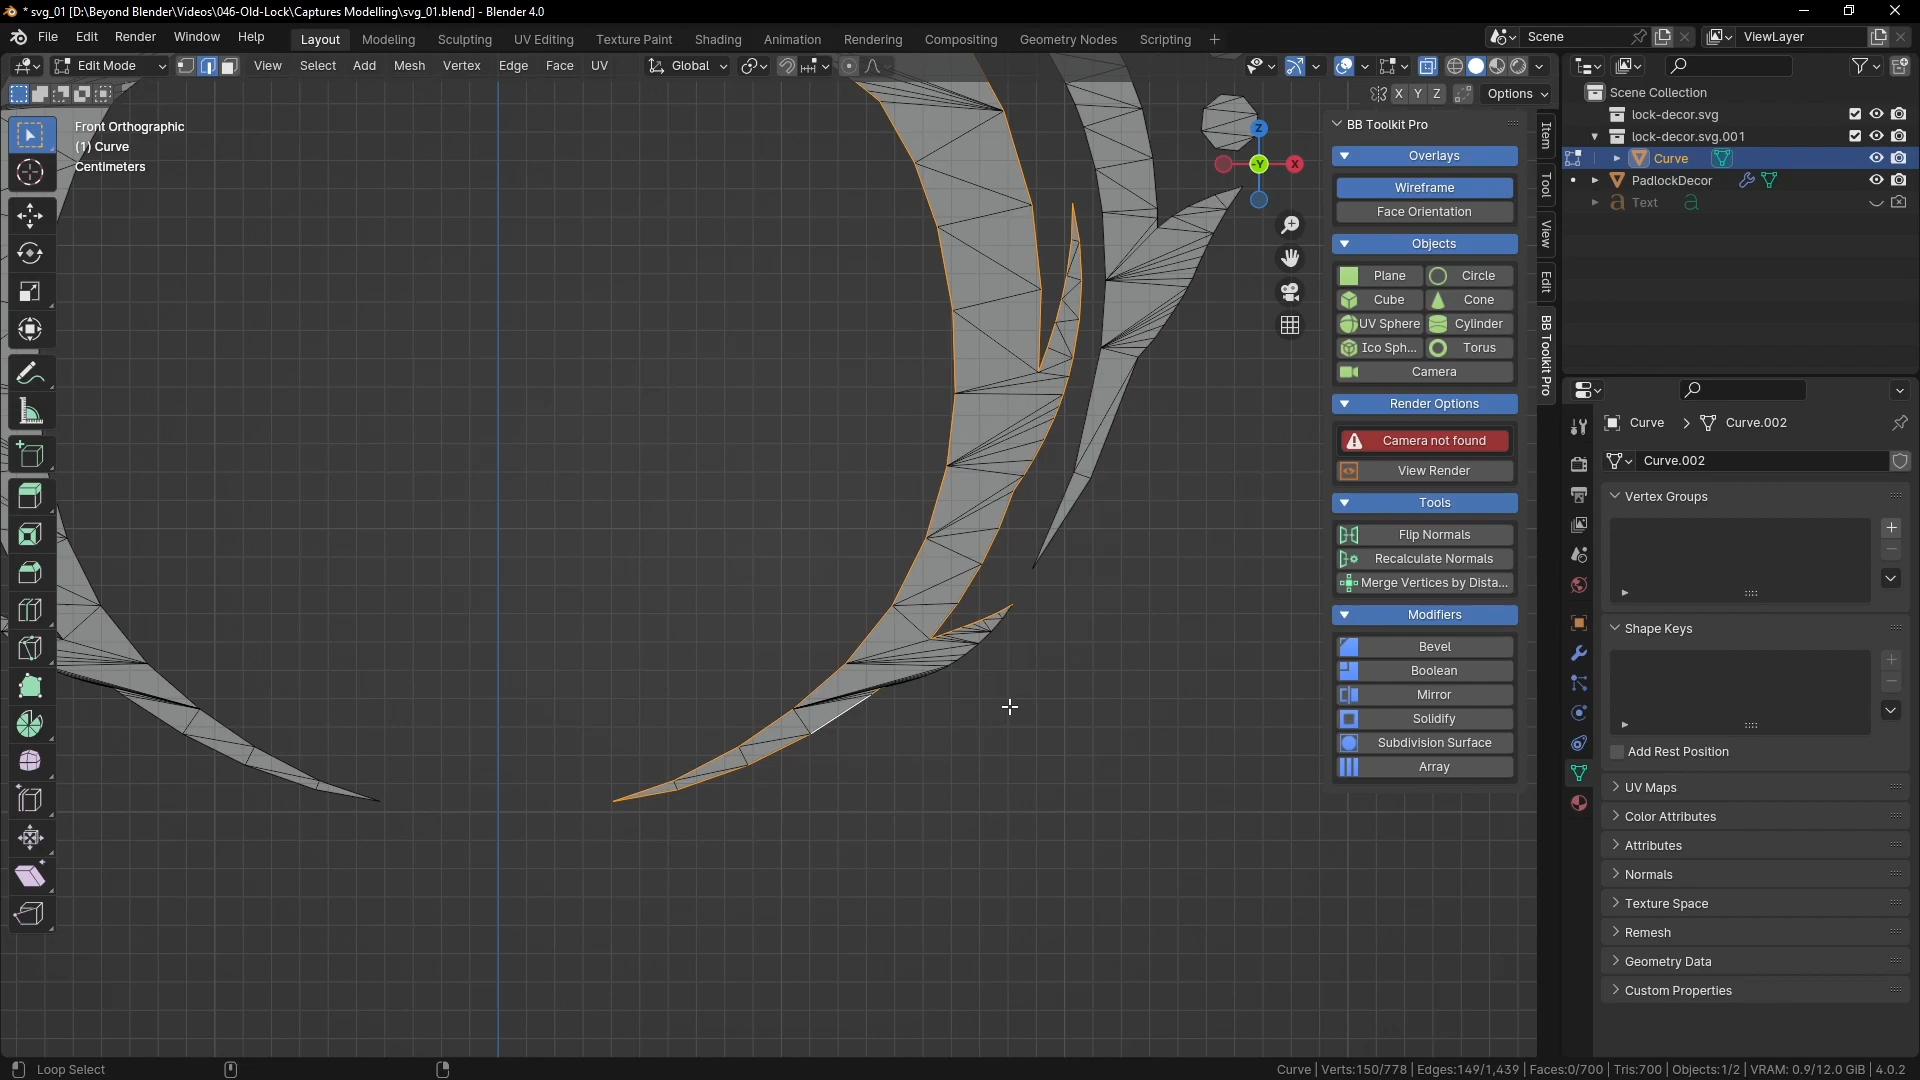 * svg_01 [D:\Beyond Blender\Videos\046-Old-Lock\Captures Modelling\svg_01.blend] - Blender 4.0
File Edit Render Window Help Layout Modeling Sculpting UV Editing Texture Paint Shading Animation Rendering Compositing Geometry Nodes Scripting + Scene ViewLayer
Edit Mode View Select Add Mesh Vertex Edge Face UV Global
X Y Z Options
Front Orthographic
(1) Curve
Centimeters
Z
-Y
X
BB Toolkit Pro
Overlays
Wireframe
Face Orientation
Objects
Plane Circle
Cube Cone
UV Sphere Cylinder
Ico Sph... Torus
Camera
Render Options
Camera not found
View Render
Tools
Flip Normals
Recalculate Normals
Merge Vertices by Dista...
Modifiers
Bevel
Boolean
Mirror
Solidify
Subdivision Surface
Array
Item
Tool
View
Edit
BB Toolkit Pro
Scene Collection
lock-decor.svg
lock-decor.svg.001
Curve
PadlockDecor
Text
Curve > Curve.002
Curve.002
Vertex Groups
Shape Keys
Add Rest Position
UV Maps
Color Attributes
Attributes
Normals
Texture Space
Remesh
Geometry Data
Custom Properties
Loop Select
Curve | Verts:150/778 | Edges:149/1,439 | Faces:0/700 | Tris:700 | Objects:1/2 | VRAM: 0.9/12.0 GiB | 4.0.2